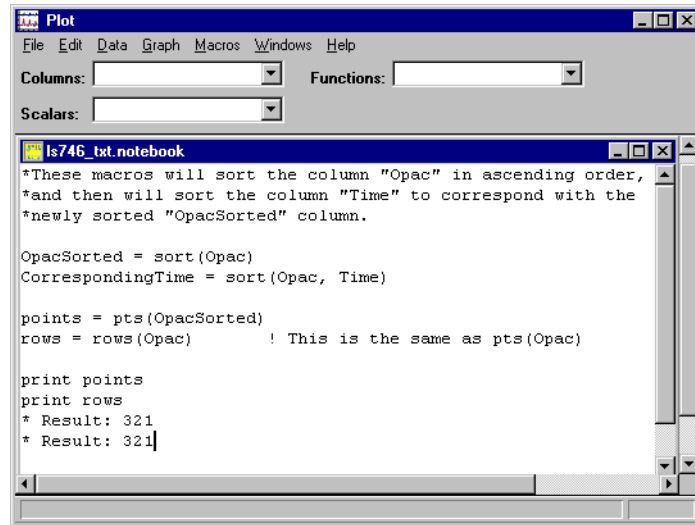 Plot
File Edit Data Graph Macros Windows Help
Columns: Functions:
Scalars:
ls746_txt.notebook
*These macros will sort the column "Opac" in ascending order,
*and then will sort the column "Time" to correspond with the
*newly sorted "OpacSorted" column.
OpacSorted = sort(Opac)
CorrespondingTime = sort(Opac, Time)
points = pts(OpacSorted)
rows = rows(Opac) ! This is the same as pts(Opac)
print points
print rows
* Result: 321
* Result: 321